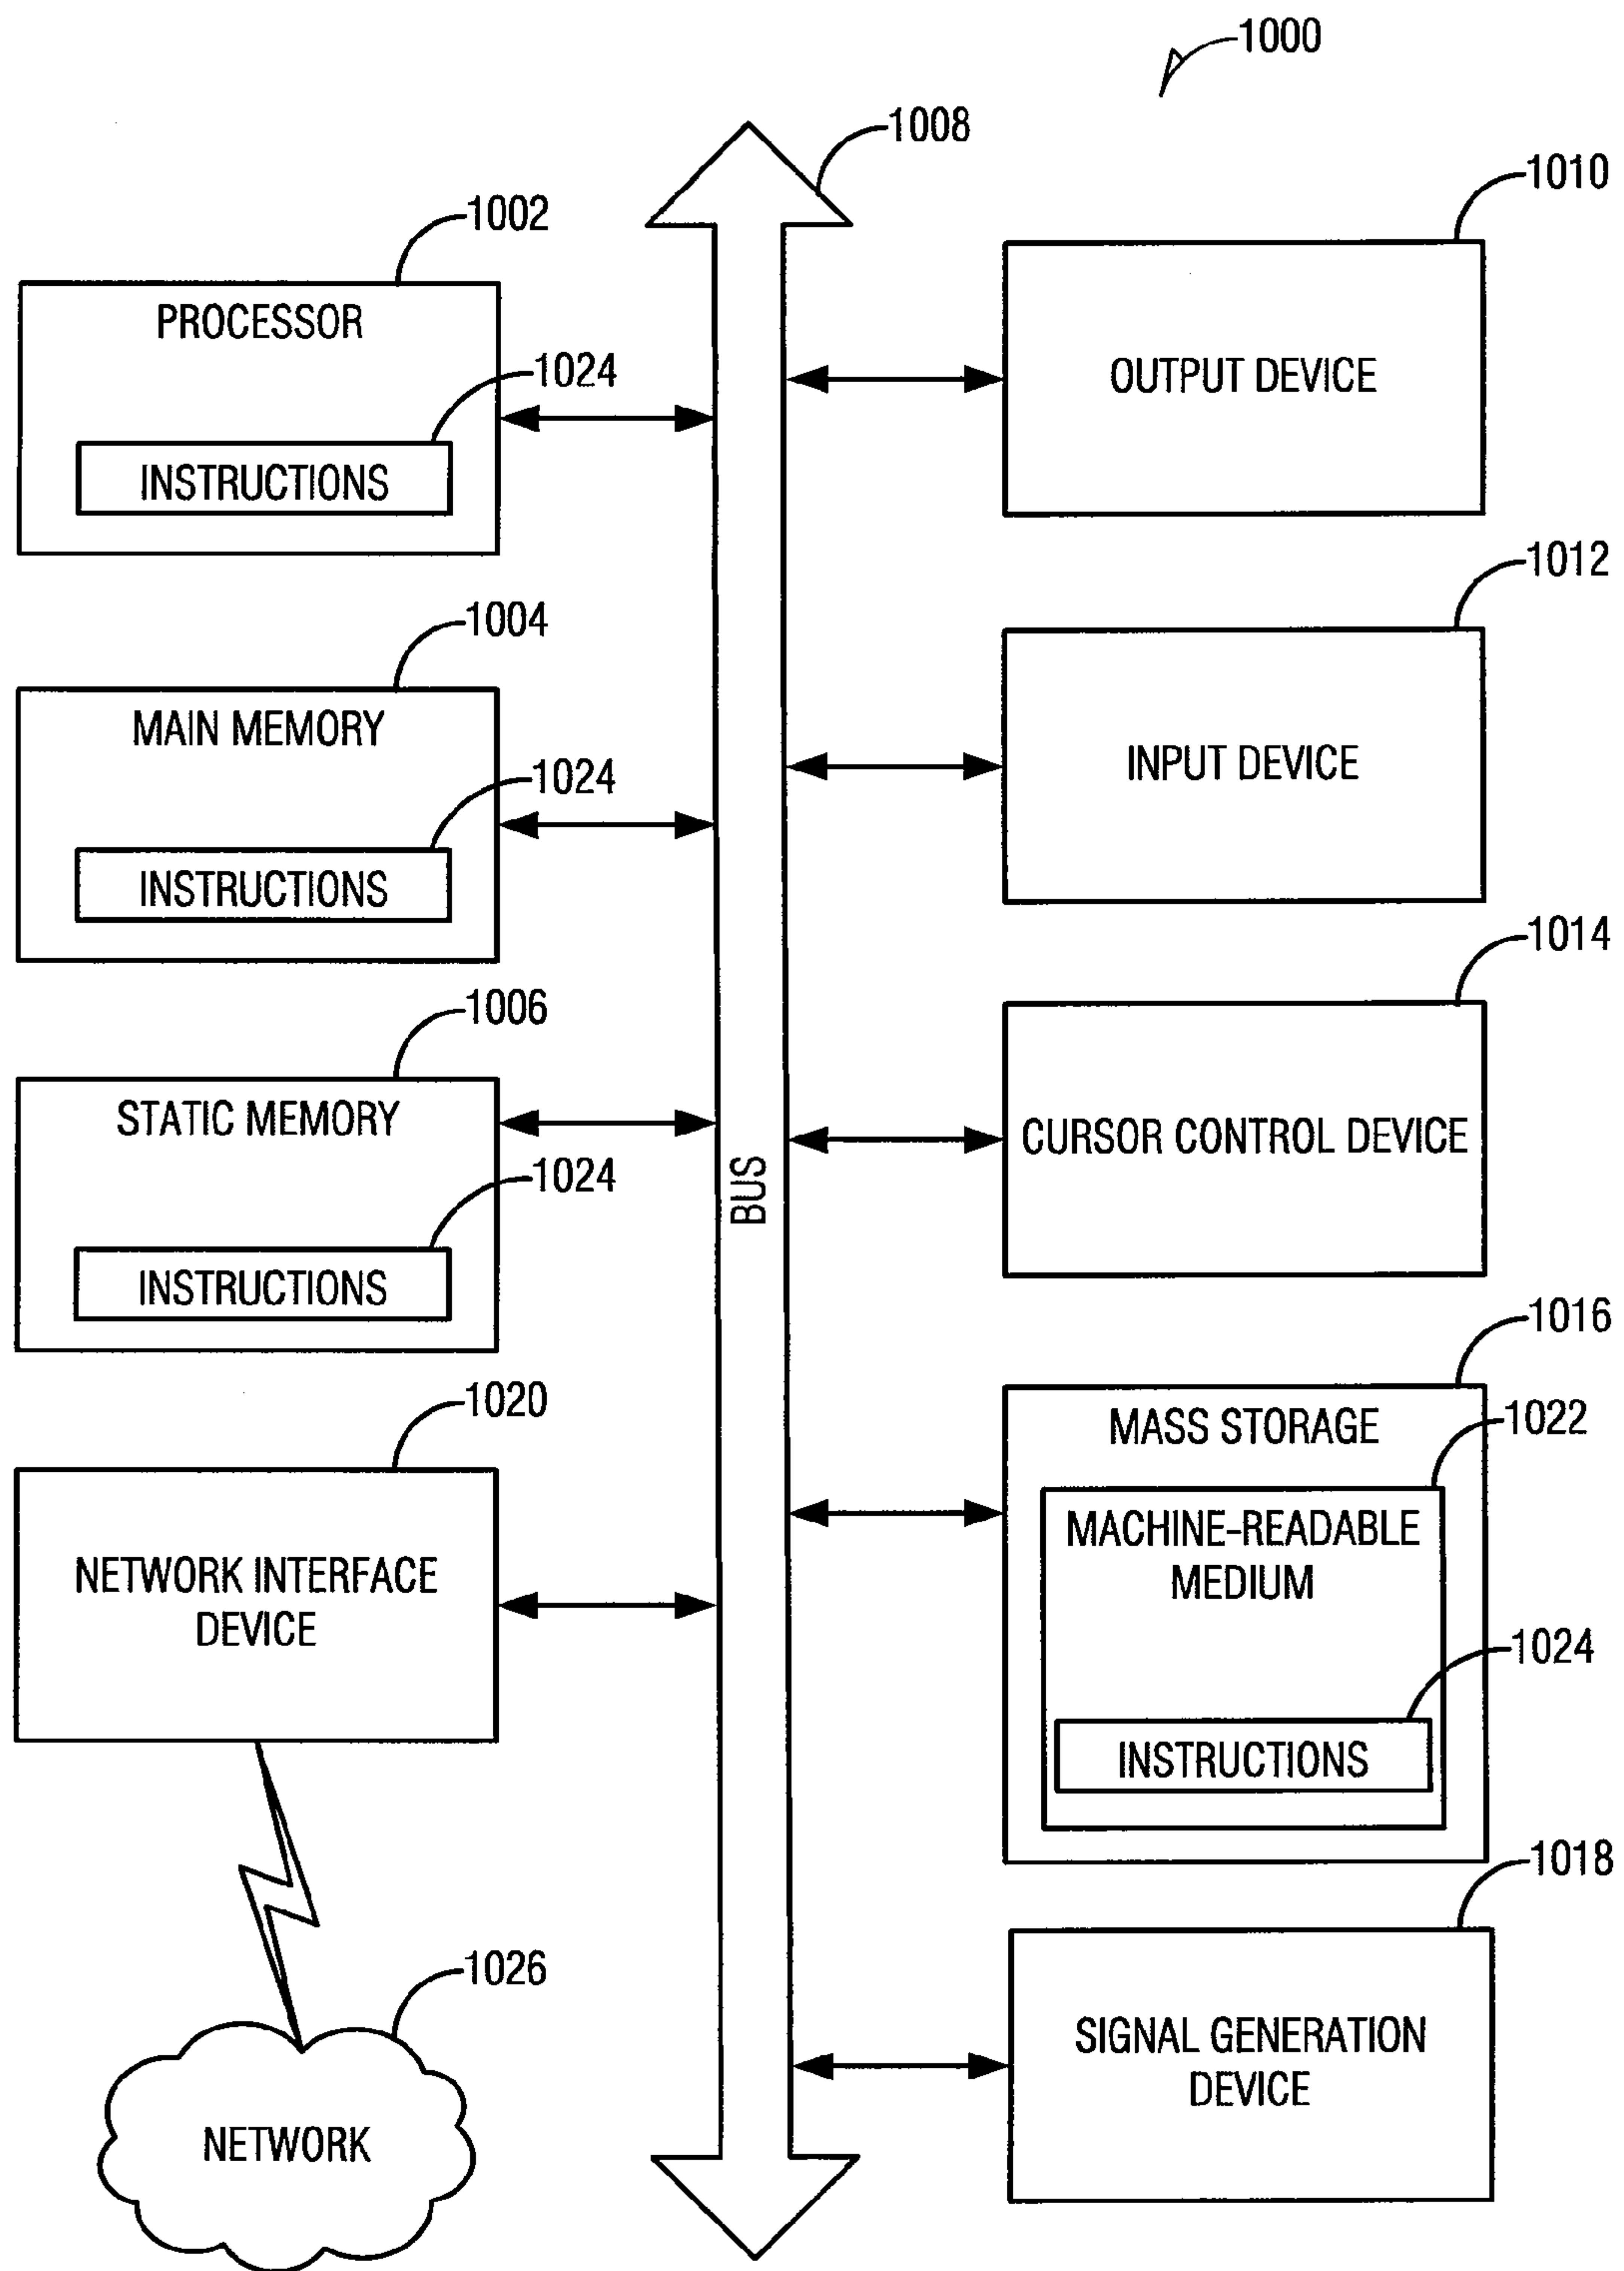 1000
1008
1002
PROCESSOR
1024
INSTRUCTIONS
1004
MAIN MEMORY
1024
INSTRUCTIONS
1006
STATIC MEMORY
1024
INSTRUCTIONS
1020
NETWORK INTERFACE
DEVICE
1026
NETWORK
BUS
1010
OUTPUT DEVICE
1012
INPUT DEVICE
1014
CURSOR CONTROL DEVICE
1016
MASS STORAGE
1022
MACHINE-READABLE
MEDIUM
1024
INSTRUCTIONS
1018
SIGNAL GENERATION
DEVICE